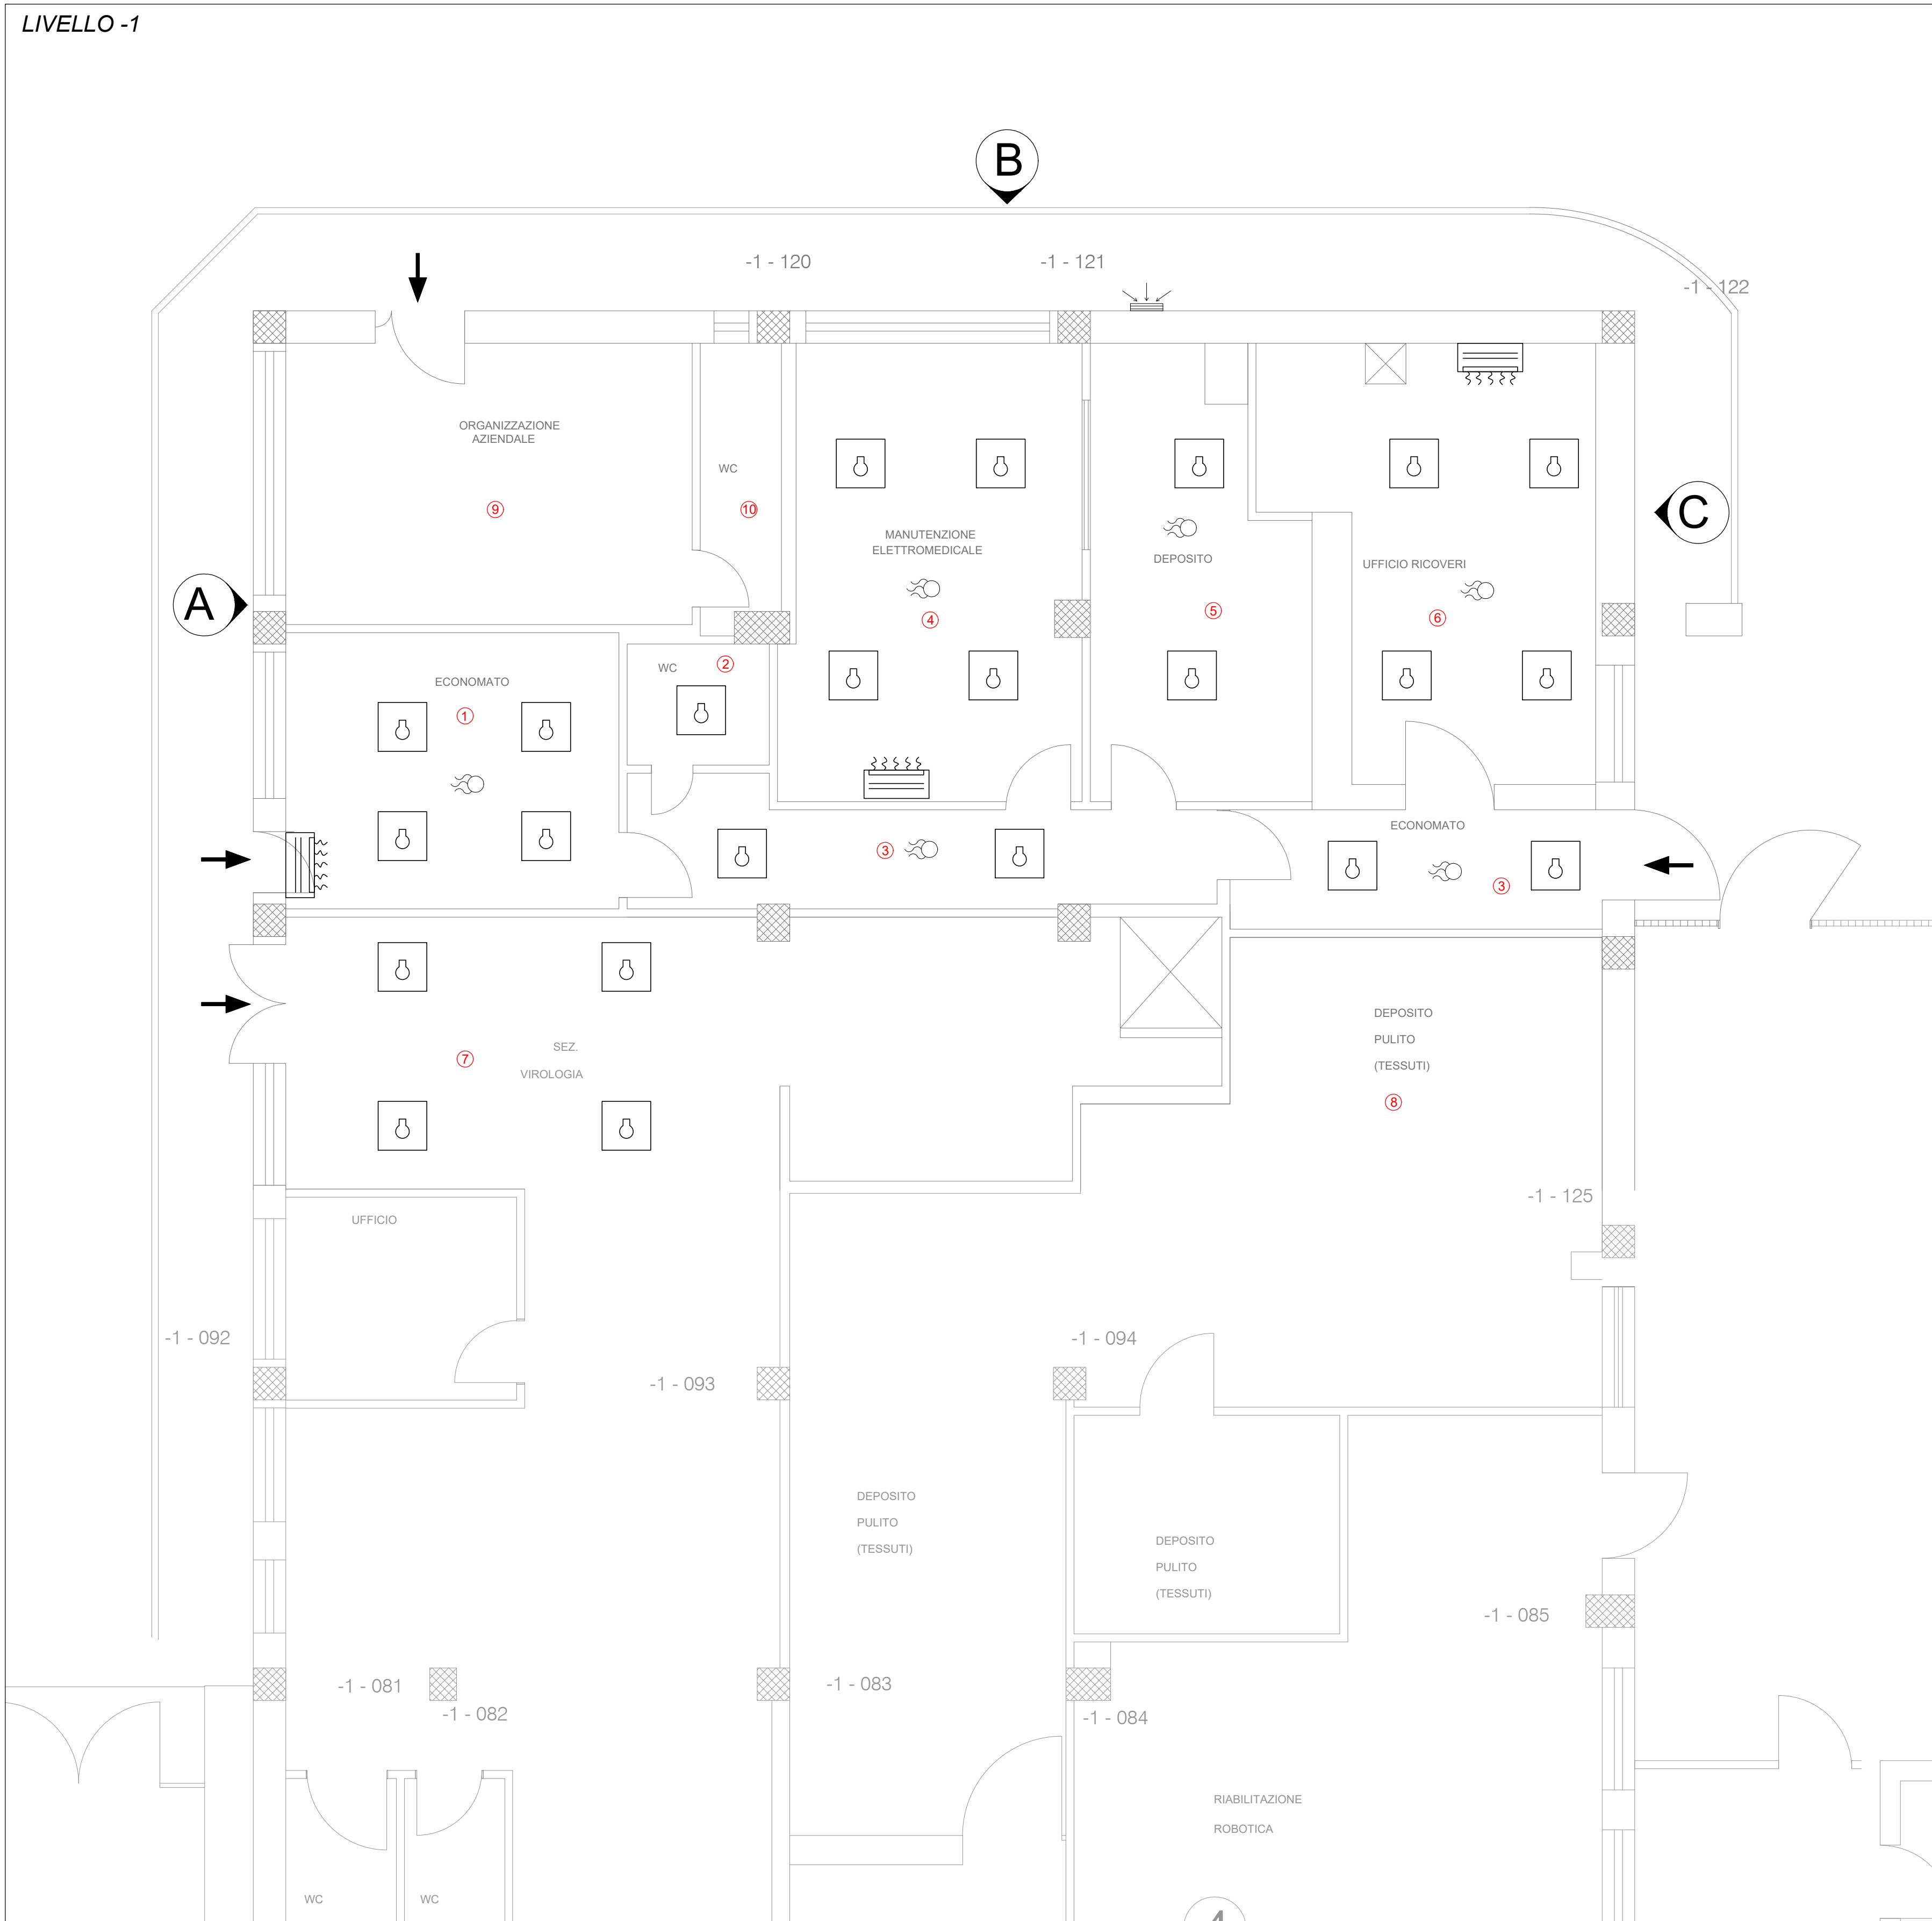 LIVELLO -1
B
-1 - 120
-1 - 121
-1 - 122
ORGANIZZAZIONE
AZIENDALE
9
WC
10
MANUTENZIONE
ELETTROMEDICALE
4
DEPOSITO
5
UFFICIO RICOVERI
6
C
A
ECONOMATO
1
WC
2
3
ECONOMATO
3
SEZ.
VIROLOGIA
7
DEPOSITO
PULITO
(TESSUTI)
8
-1 - 125
UFFICIO
-1 - 092
-1 - 093
-1 - 094
DEPOSITO
PULITO
(TESSUTI)
DEPOSITO
PULITO
(TESSUTI)
-1 - 085
-1 - 081
-1 - 082
-1 - 083
-1 - 084
RIABILITAZIONE
ROBOTICA
WC
WC